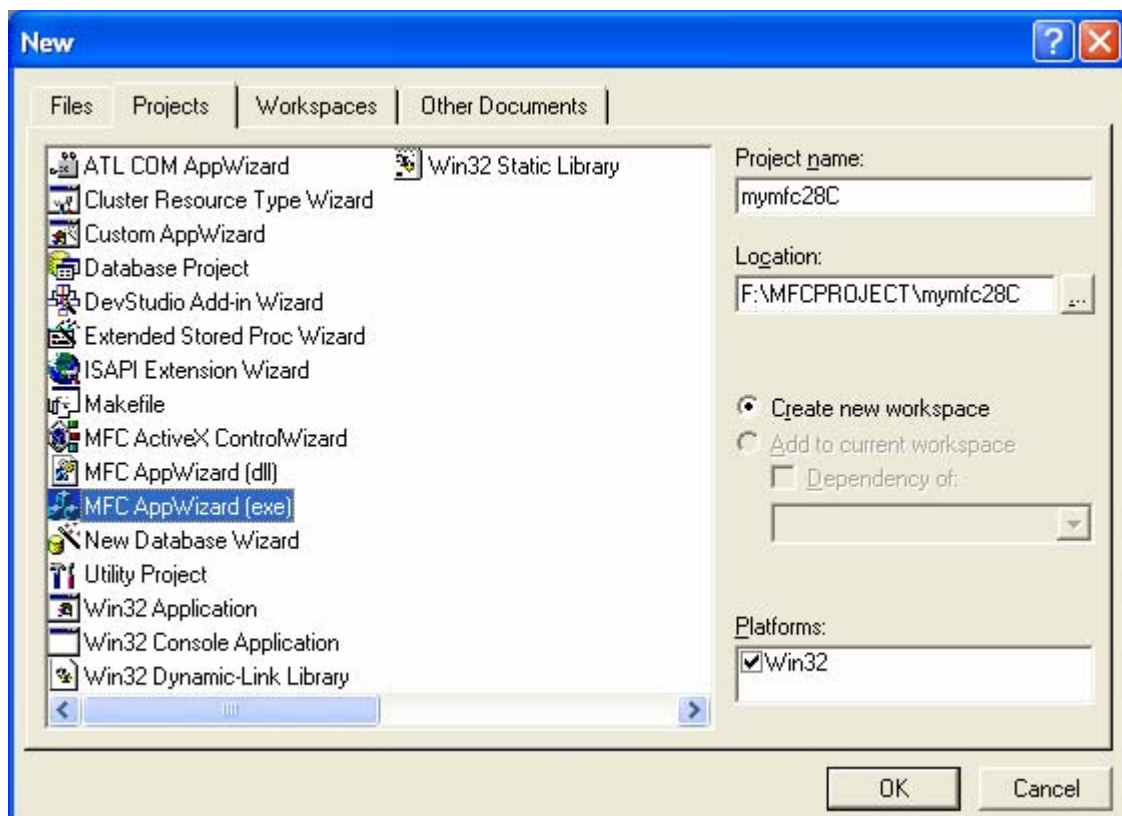 New
Files Projects Workspaces Other Documents
ATL COM AppWizard
Cluster Resource Type Wizard
Custom AppWizard
Database Project
DevStudio Add-in Wizard
Extended Stored Proc Wizard
ISAPI Extension Wizard
Makefile
MFC ActiveX ControlWizard
MFC AppWizard (dll)
MFC AppWizard (exe)
New Database Wizard
Utility Project
Win32 Application
Win32 Console Application
Win32 Dynamic-Link Library
Win32 Static Library
Project name:
mymfc28C
Location:
F:\MFCPROJECT\mymfc28C
...
Create new workspace
Add to current workspace
Dependency of:
Platforms:
Win32
OK Cancel